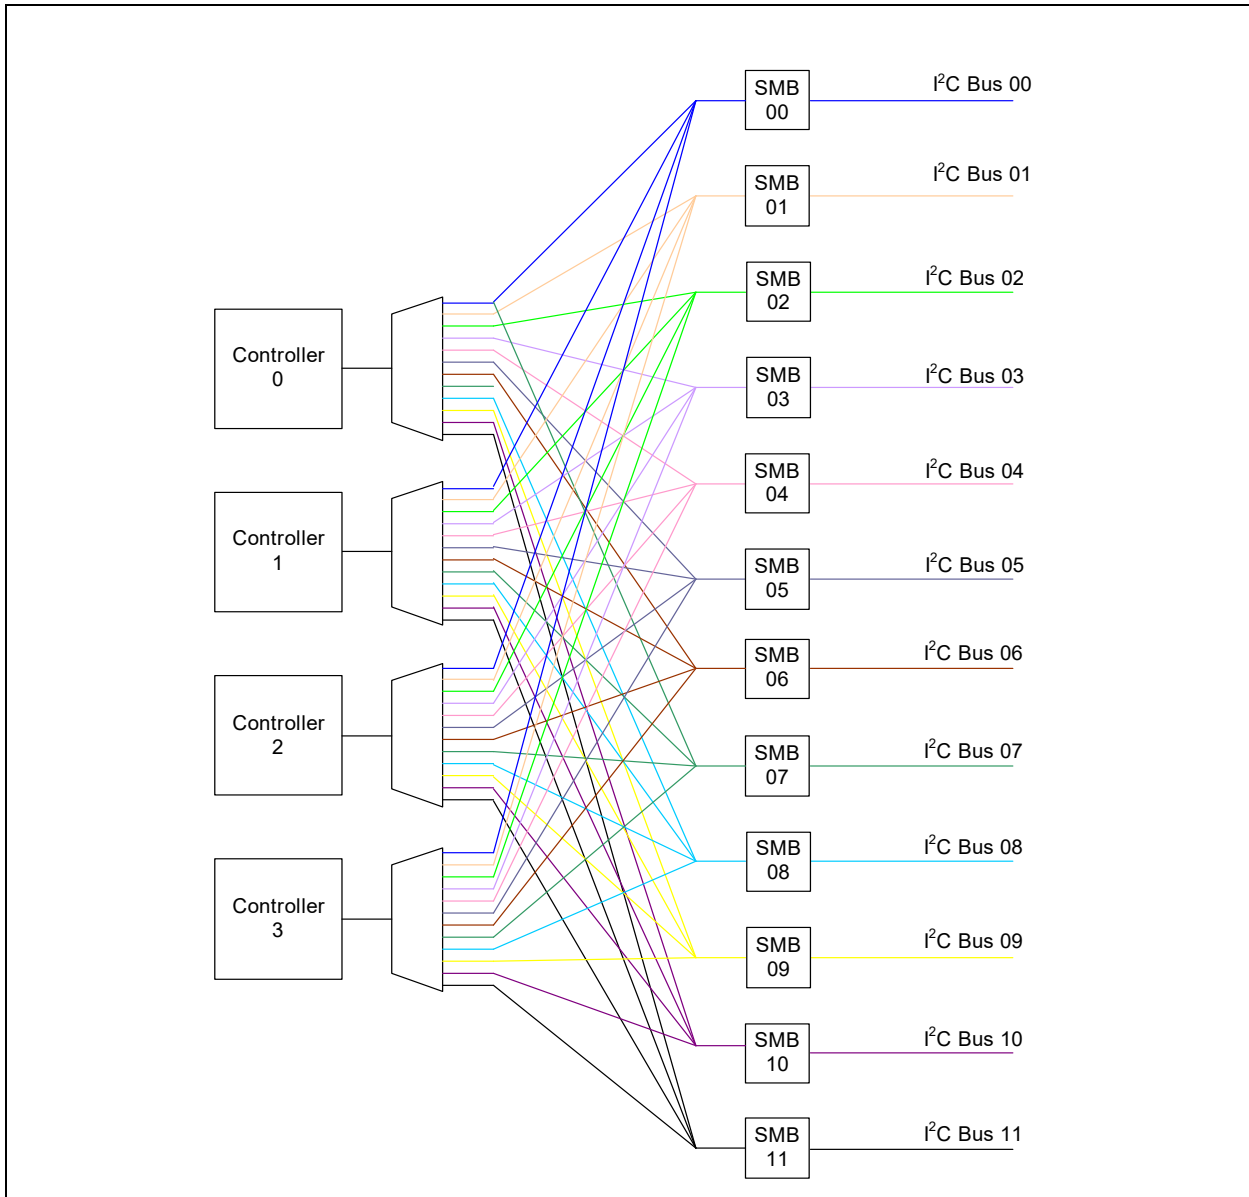 SMB
00
I²C Bus 00
SMB
01
I²C Bus 01
SMB
02
I²C Bus 02
Controller
0
SMB
03
I²C Bus 03
SMB
04
I²C Bus 04
Controller
1
SMB
05
I²C Bus 05
SMB
06
I²C Bus 06
Controller
2
SMB
07
I²C Bus 07
SMB
08
I²C Bus 08
Controller
3
SMB
09
I²C Bus 09
SMB
10
I²C Bus 10
SMB
11
I²C Bus 11